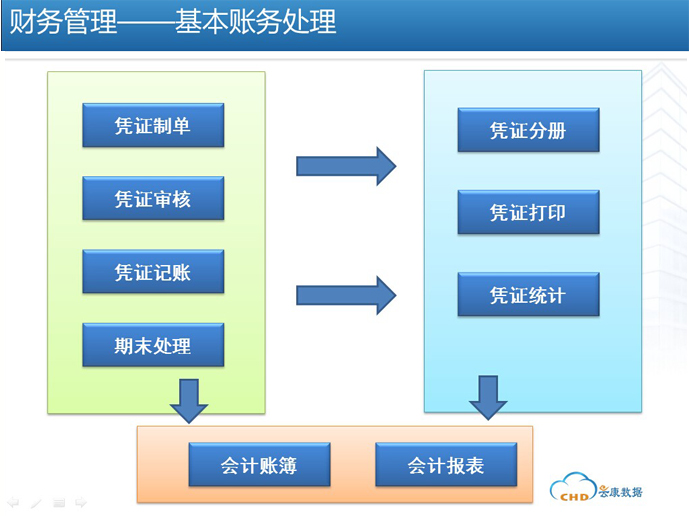 财务管理——基本账务处理
凭证制单
凭证审核
凭证记账
期末处理
凭证分册
凭证打印
凭证统计
会计账簿
会计报表
CHD 云康数据